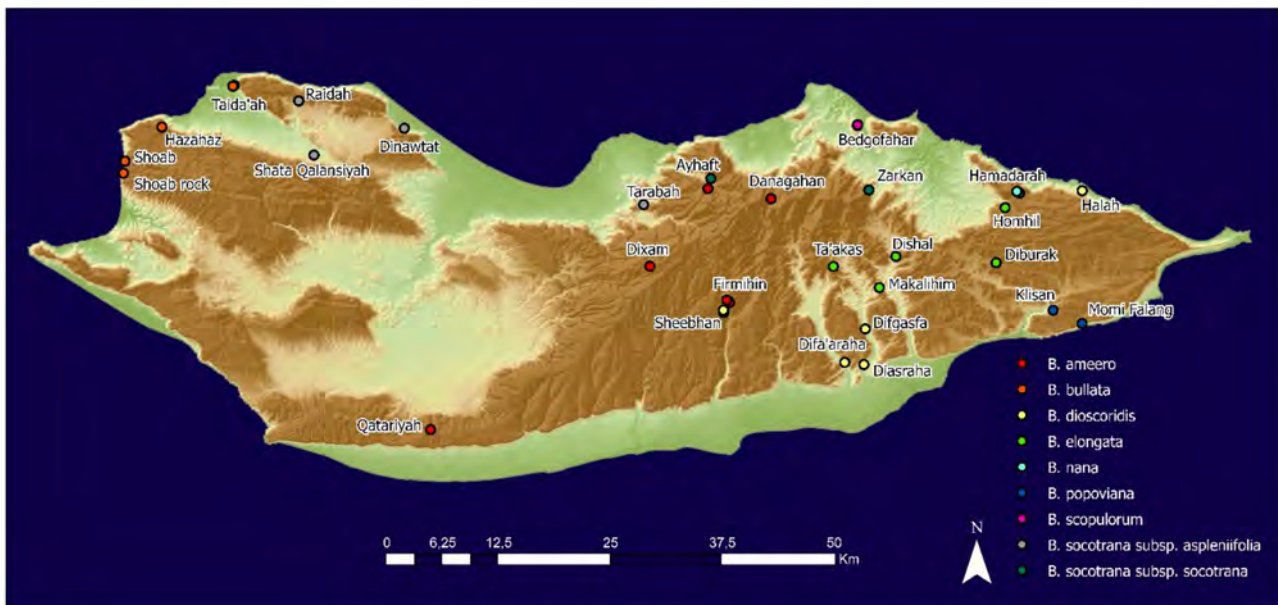 Taida'ah
Raidah
Hazahaz
Dinawtat
Shoab
Shata Qalansiyah
Shoab rock
Bedgofahar
Ayhaft
Danagahan
Zarkan
Hamadarah
Tarabah
Halah
Homhil
Dixam
Ta'akas
Dishal
Diburak
Firmihin
Makalihim
Klisan
Momi Falang
Sheebhan
Difgasfa
Difa'araha
Diasraha
Qatariyah
B. ameero
B. bullata
B. dioscoridis
B. elongata
B. nana
B. popoviana
B. scopulorum
B. socotrana subsp. aspleniifolia
B. socotrana subsp. socotrana
N
0 6,25 12,5 25 37,5 50
Km